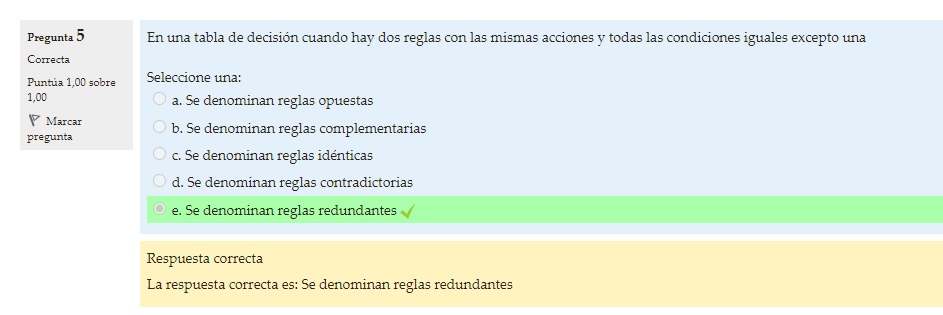 Pregunta 5
Correcta
Puntúa 1,00 sobre
1,00
Marcar
pregunta
En una tabla de decisión cuando hay dos reglas con las mismas acciones y todas las condiciones iguales excepto una
Seleccione una:
a. Se denominan reglas opuestas
b. Se denominan reglas complementarias
c. Se denominan reglas idénticas
d. Se denominan reglas contradictorias
e. Se denominan reglas redundantes
Respuesta correcta
La respuesta correcta es: Se denominan reglas redundantes